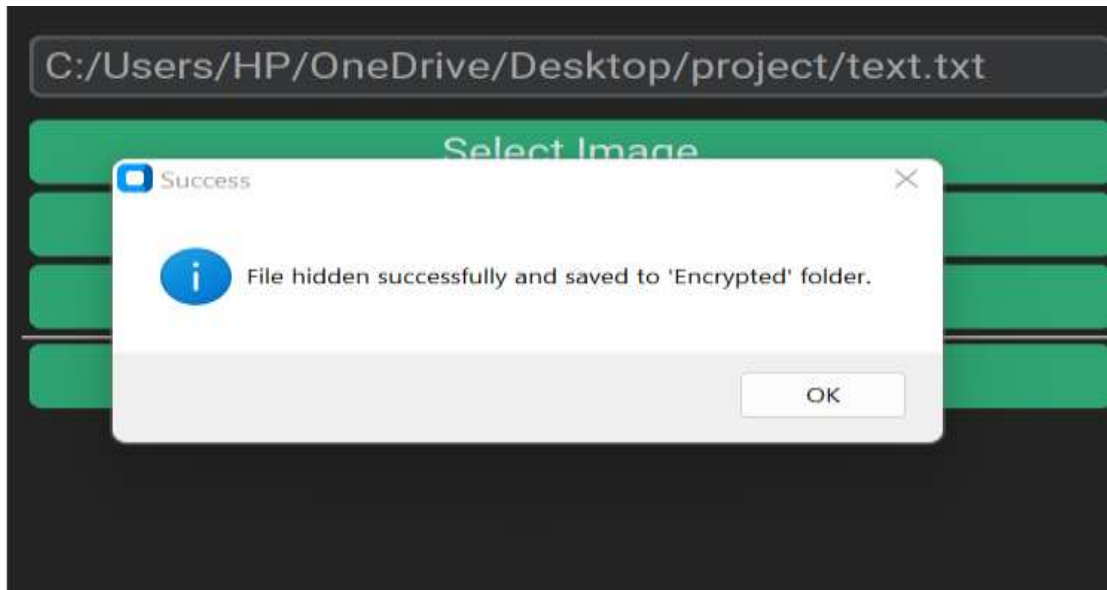 C:/Users/HP/OneDrive/Desktop/project/text.txt
Select Image
Success
File hidden successfully and saved to 'Encrypted' folder.
OK